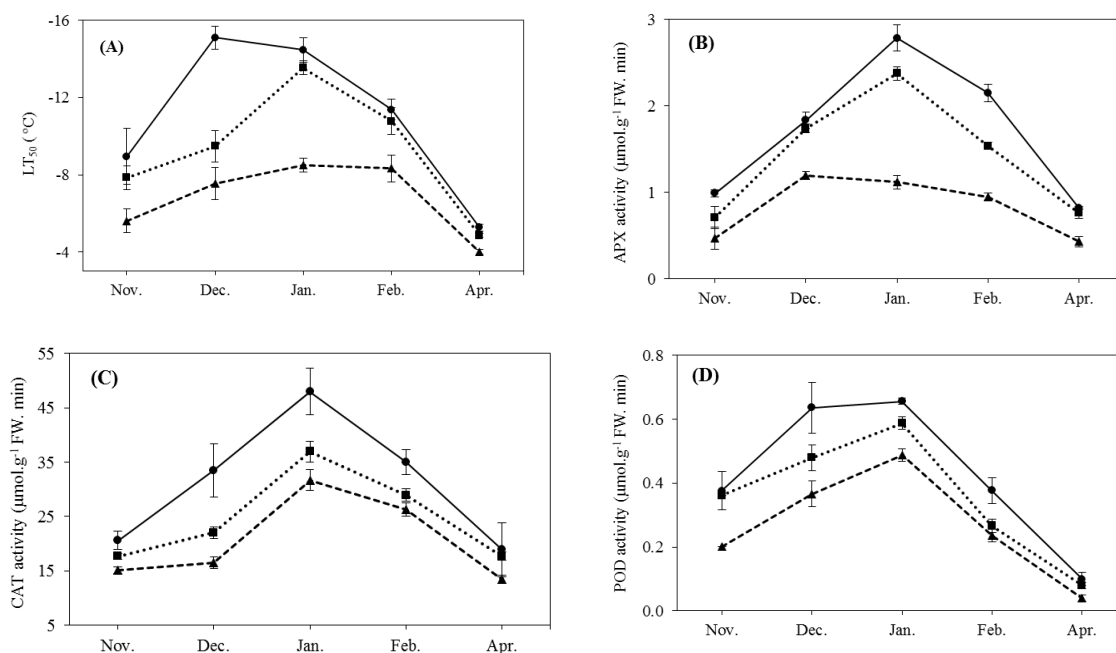 (A)
LT₅₀ ( °C)
-16
-12
-8
-4
Nov. Dec. Jan. Feb. Apr.
(B)
APX activity (µmol.g⁻¹ FW. min)
3
2
1
0
Nov. Dec. Jan. Feb. Apr.
(C)
CAT activity (µmol.g⁻¹ FW. min)
55
45
35
25
15
5
Nov. Dec. Jan. Feb. Apr.
(D)
POD activity (µmol.g⁻¹ FW. min)
0.8
0.6
0.4
0.2
0.0
Nov. Dec. Jan. Feb. Apr.